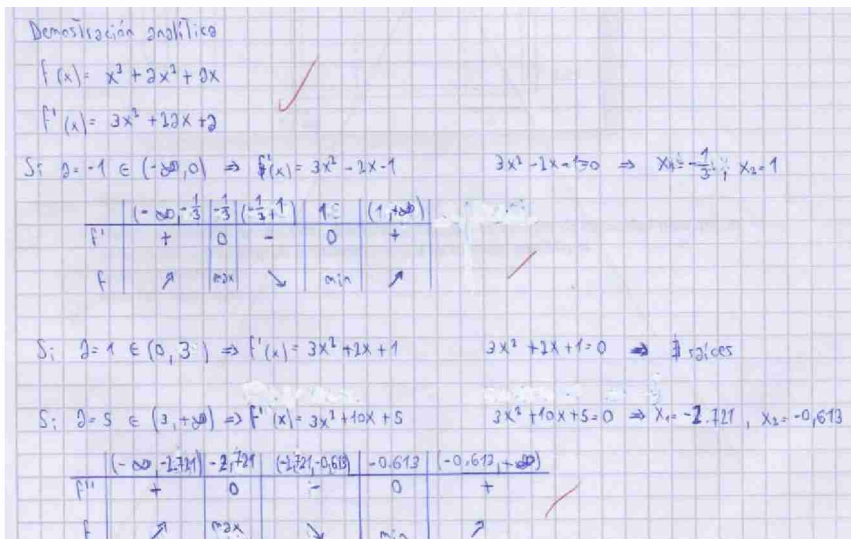 Demostración analítica
f(x) = x³ + ax² + ax
f'(x) = 3x² + 2ax + a
Si a = -1 ∈ (-∞, 0) ⇒ f'(x) = 3x² - 2x - 1 3x² - 2x - 1 = 0 ⇒ x₁ = -1/3; x₂ = 1
(-∞, -1/3 -1/3 (-1/3, 1 1 (1, +∞)
f' + 0 - 0 +
f ↗ max ↘ min ↗
Si a = 1 ∈ (0, 3) ⇒ f'(x) = 3x² + 2x + 1 3x² + 2x + 1 = 0 ⇒ ∄ raíces
Si a = 5 ∈ (3, +∞) ⇒ f'(x) = 3x² + 10x + 5 3x² + 10x + 5 = 0 ⇒ x₁ = -2.721, x₂ = -0,613
(-∞, -2.721) -2,721 (-2,721, -0,613) -0.613 (-0,613, +∞)
f'' + 0 - 0 +
f ↗ max ↘ min ↗